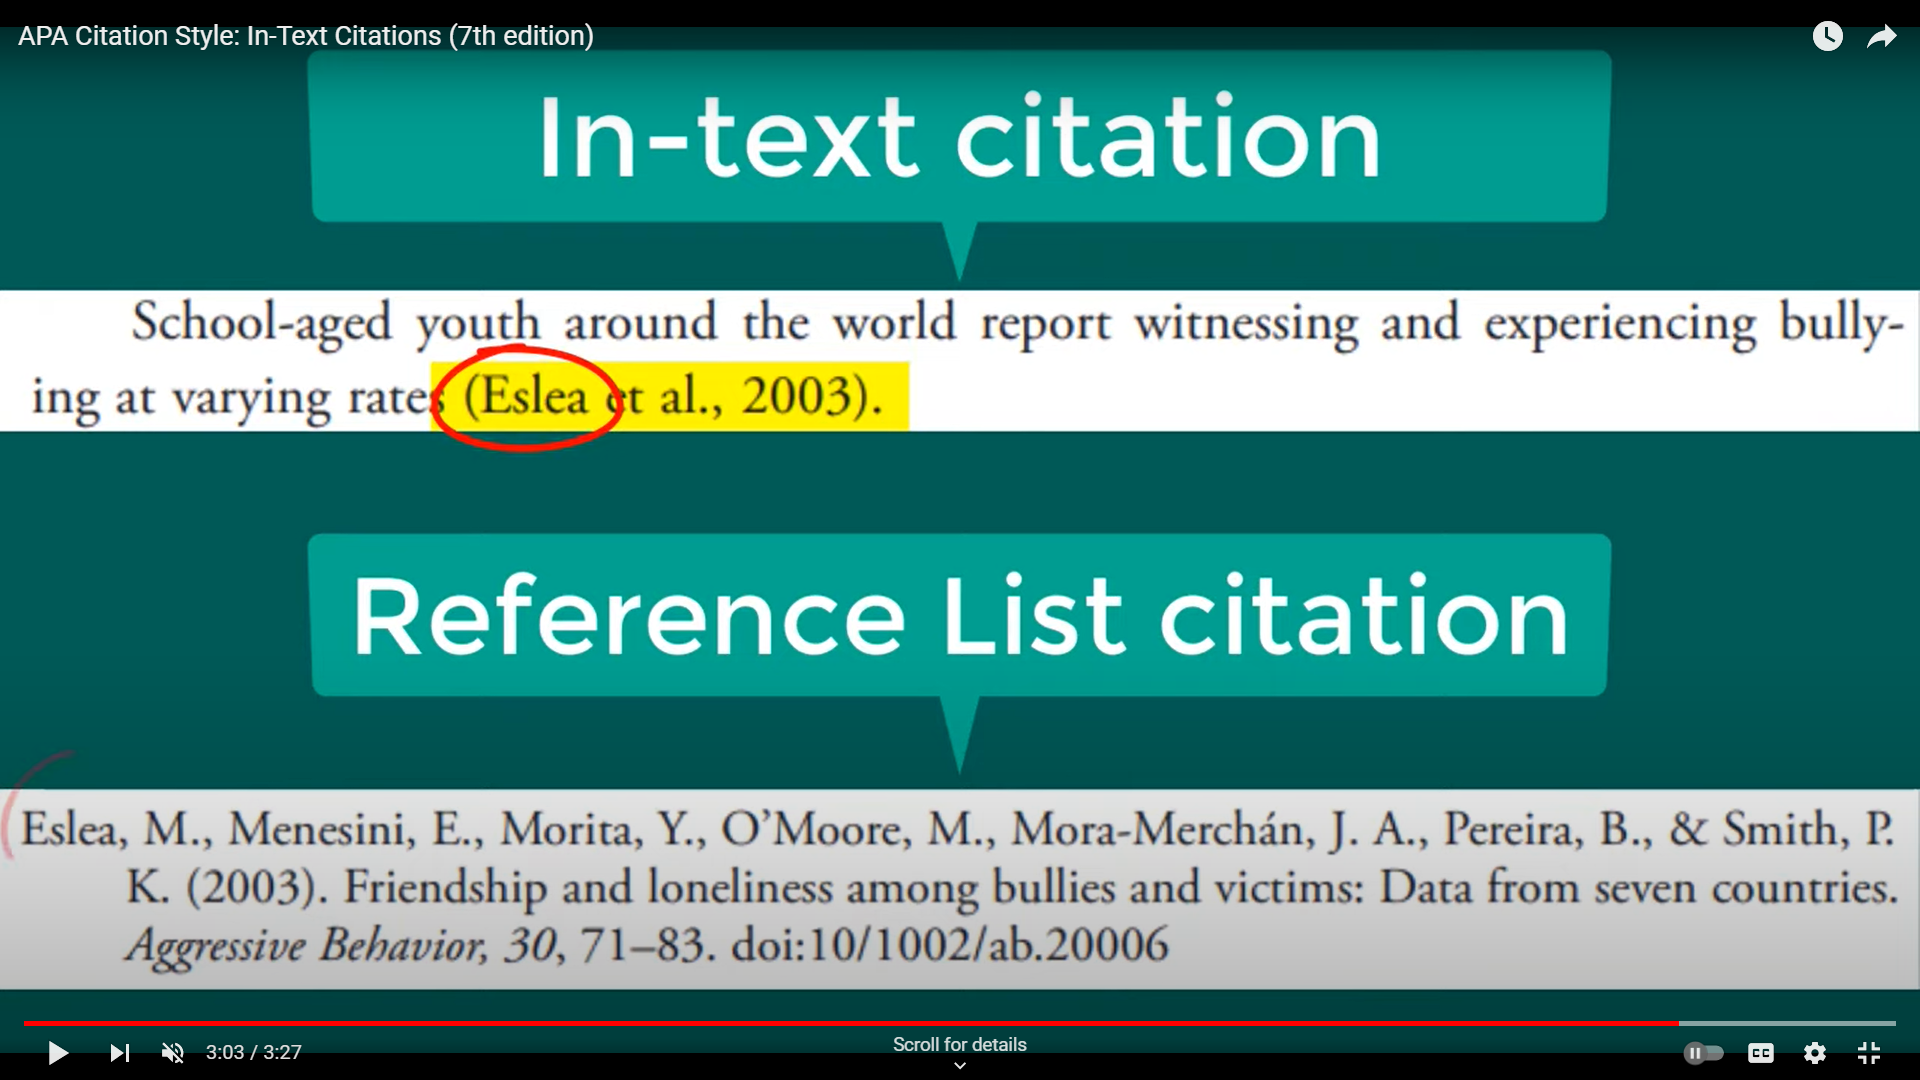 APA Citation Style: In-Text Citations (7th edition)
In-text citation
School-aged youth around the world report witnessing and experiencing bully-
ing at varying rates (Eslea et al., 2003).
Reference List citation
Eslea, M., Menesini, E., Morita, Y., O’Moore, M., Mora-Merchán, J. A., Pereira, B., & Smith, P.
K. (2003). Friendship and loneliness among bullies and victims: Data from seven countries.
Aggressive Behavior, 30, 71–83. doi:10/1002/ab.20006
3:03 / 3:27
Scroll for details
CC